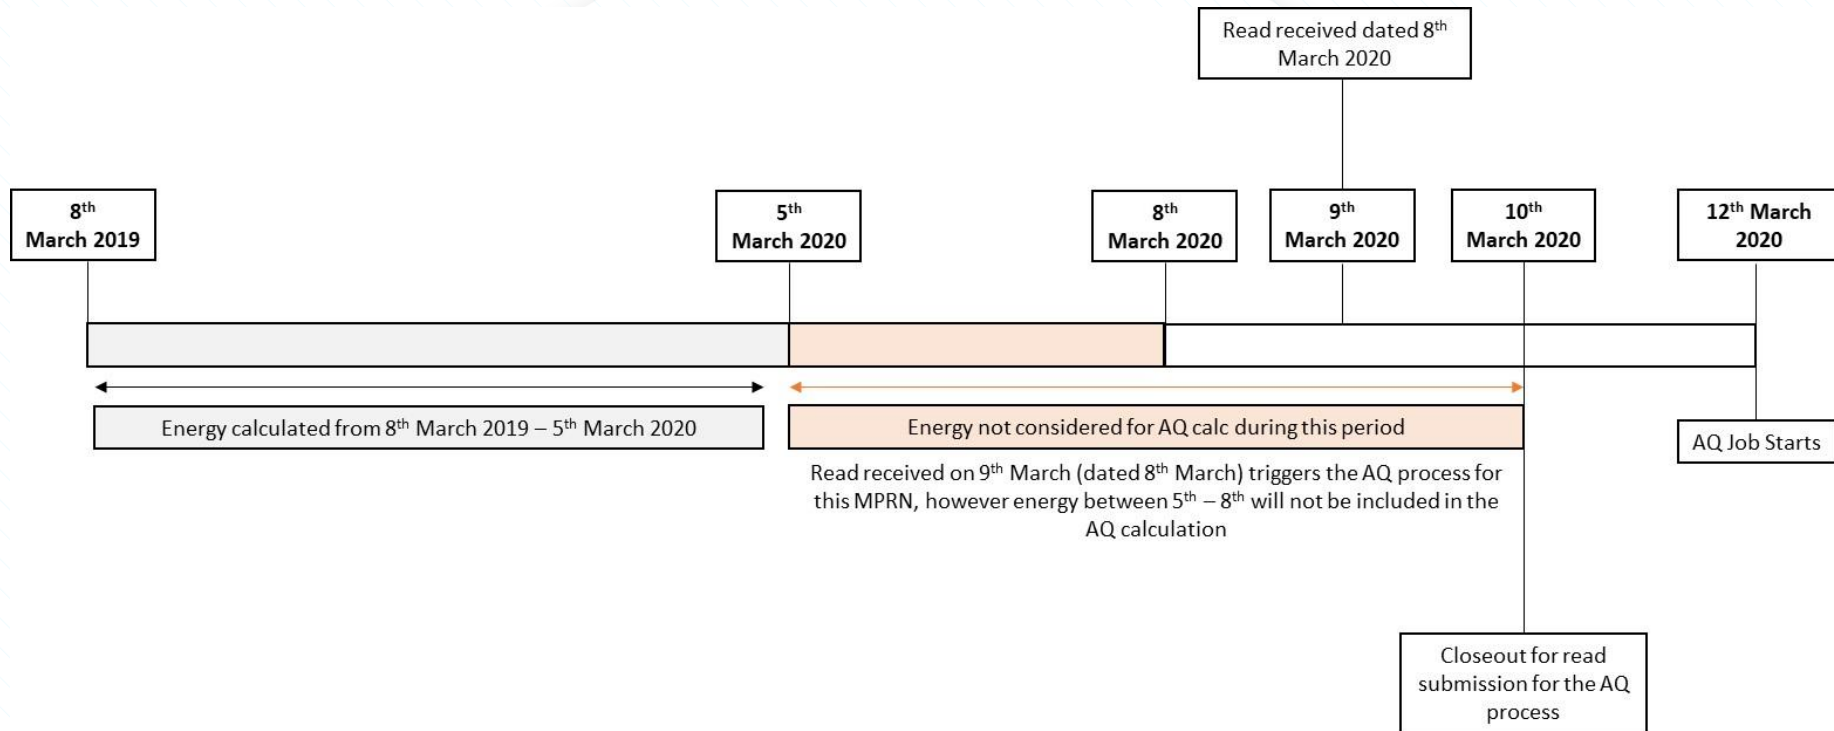 Read received dated 8th
March 2020
8th
March 2019
5th
March 2020
8th
March 2020
9th
March 2020
10th
March 2020
12th March
2020
Energy calculated from 8th March 2019 – 5th March 2020
Energy not considered for AQ calc during this period
AQ Job Starts
Read received on 9th March (dated 8th March) triggers the AQ process for
this MPRN, however energy between 5th – 8th will not be included in the
AQ calculation
Closeout for read
submission for the AQ
process